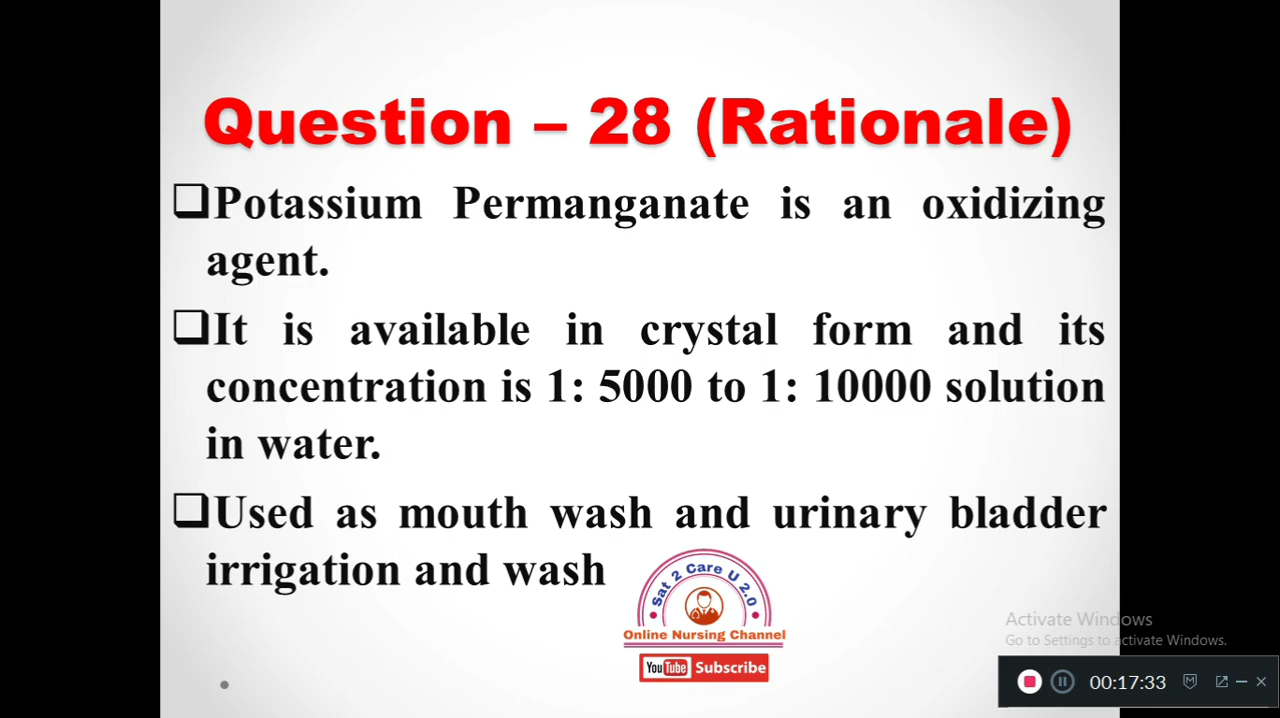 Question – 28 (Rationale)
❑Potassium Permanganate is an oxidizing
agent.
❑It is available in crystal form and its
concentration is 1: 5000 to 1: 10000 solution
in water.
❑Used as mouth wash and urinary bladder
irrigation and wash
Sat 2 Care U 2.0
Online Nursing Channel
YouTube Subscribe
Activate Windows
Go to Settings to activate Windows.
00:17:33